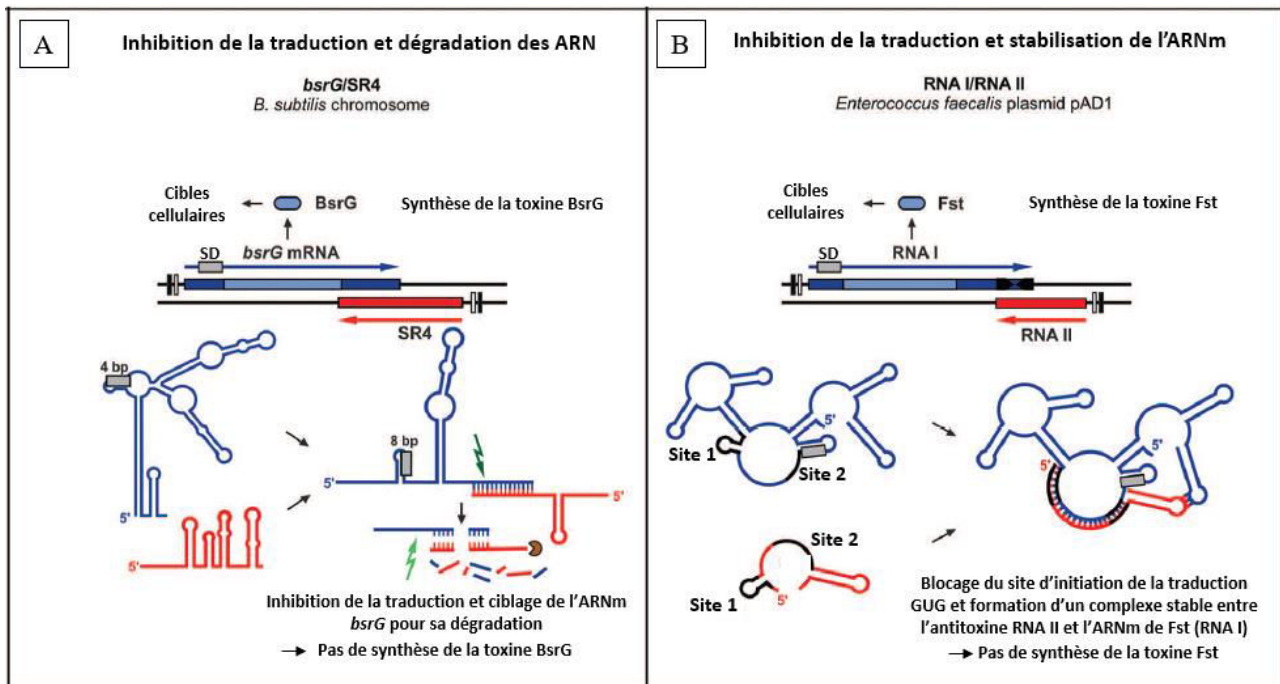 A
Inhibition de la traduction et dégradation des ARN
bsrG/SR4
B. subtilis chromosome
Cibles
cellulaires
BsrG
Synthèse de la toxine BsrG
SD
bsrG mRNA
SR4
4 bp
8 bp
5'
5'
5'
5'
Inhibition de la traduction et ciblage de l'ARNm
bsrG pour sa dégradation
→ Pas de synthèse de la toxine BsrG
B
Inhibition de la traduction et stabilisation de l'ARNm
RNA I/RNA II
Enterococcus faecalis plasmid pAD1
Cibles
cellulaires
Fst
Synthèse de la toxine Fst
SD
RNA I
RNA II
5'
Site 1
Site 2
5'
5'
Site 2
Site 1
5'
Blocage du site d'initiation de la traduction
GUG et formation d'un complexe stable entre
l'antitoxine RNA II et l'ARNm de Fst (RNA I)
→ Pas de synthèse de la toxine Fst